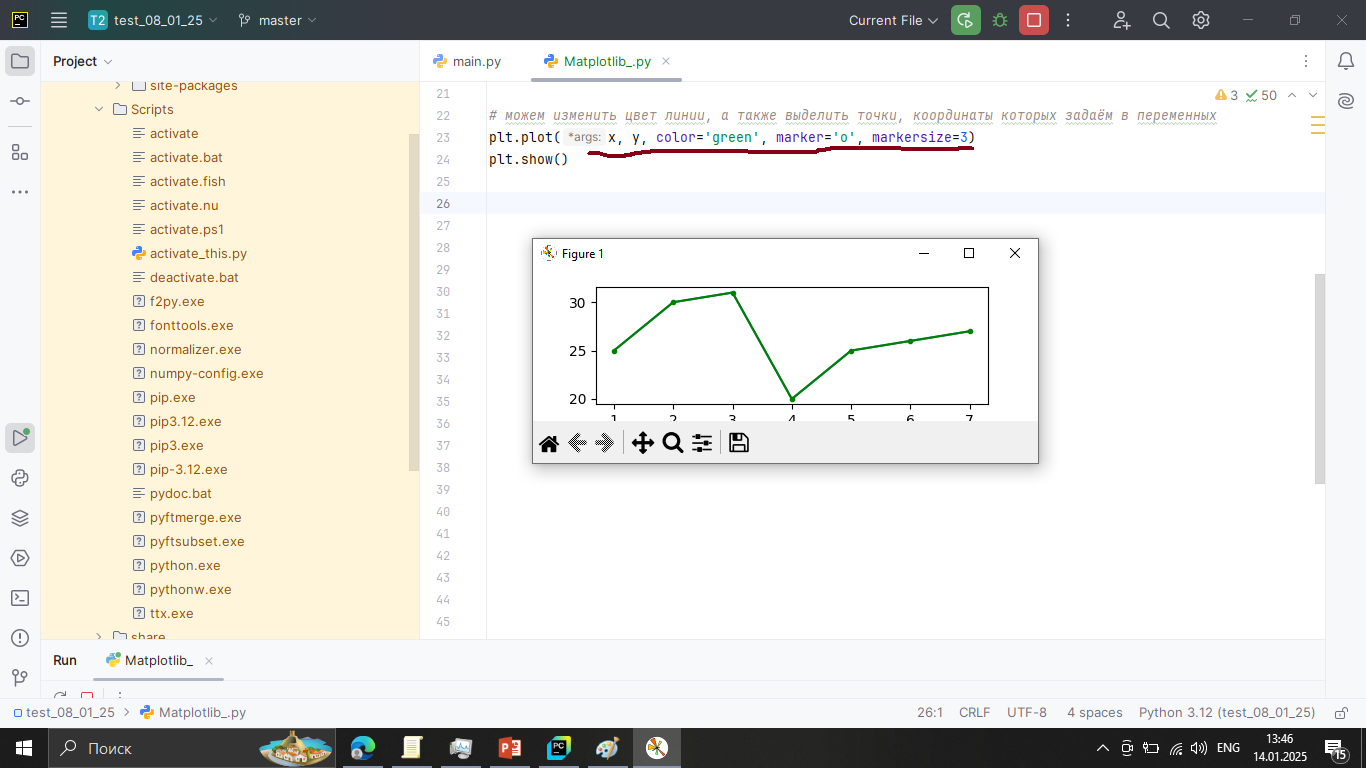 PC
T2 test_08_01_25 master Current File
Project
main.py Matplotlib_.py
site-packages
Scripts
activate
activate.bat
activate.fish
activate.nu
activate.ps1
activate_this.py
deactivate.bat
f2py.exe
fonttools.exe
normalizer.exe
numpy-config.exe
pip.exe
pip3.12.exe
pip3.exe
pip-3.12.exe
pydoc.bat
pyftmerge.exe
pyftsubset.exe
python.exe
pythonw.exe
ttx.exe
share
21
3 50
22 # можем изменить цвет линии, а также выделить точки, координаты которых задаём в переменных
23 plt.plot( *args: x, y, color='green', marker='o', markersize=3)
24 plt.show()
25
26
27
28
29
30
31
32
33
34
35
36
37
38
39
40
41
42
43
44
45
Figure 1
30
25
20
1 2 3 4 5 6 7
Run Matplotlib_
test_08_01_25 Matplotlib_.py 26:1 CRLF UTF-8 4 spaces Python 3.12 (test_08_01_25)
Поиск
PC
ENG
13:46
14.01.2025
15